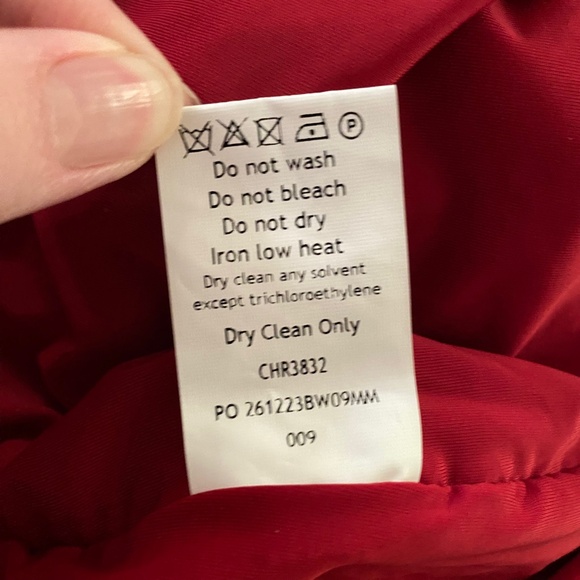 P
Do not wash
Do not bleach
Do not dry
Iron low heat
Dry clean any solvent
except trichloroethylene
Dry Clean Only
CHR3832
PO 261223BW09MM
009